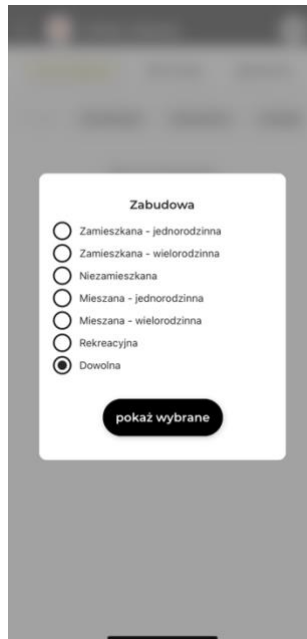 Zabudowa
Zamieszkana - jednorodzinna
Zamieszkana - wielorodzinna
Niezamieszkana
Mieszana - jednorodzinna
Mieszana - wielorodzinna
Rekreacyjna
Dowolna
pokaż wybrane